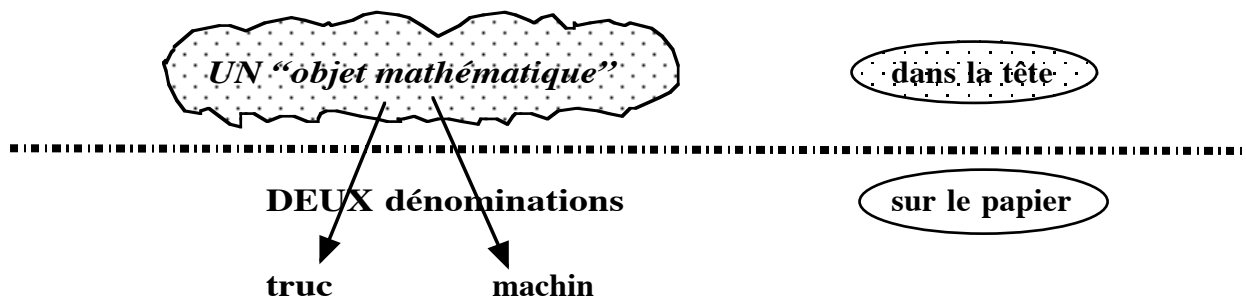 UN “objet mathématique” dans la tête
DEUX dénominations sur le papier
truc machin